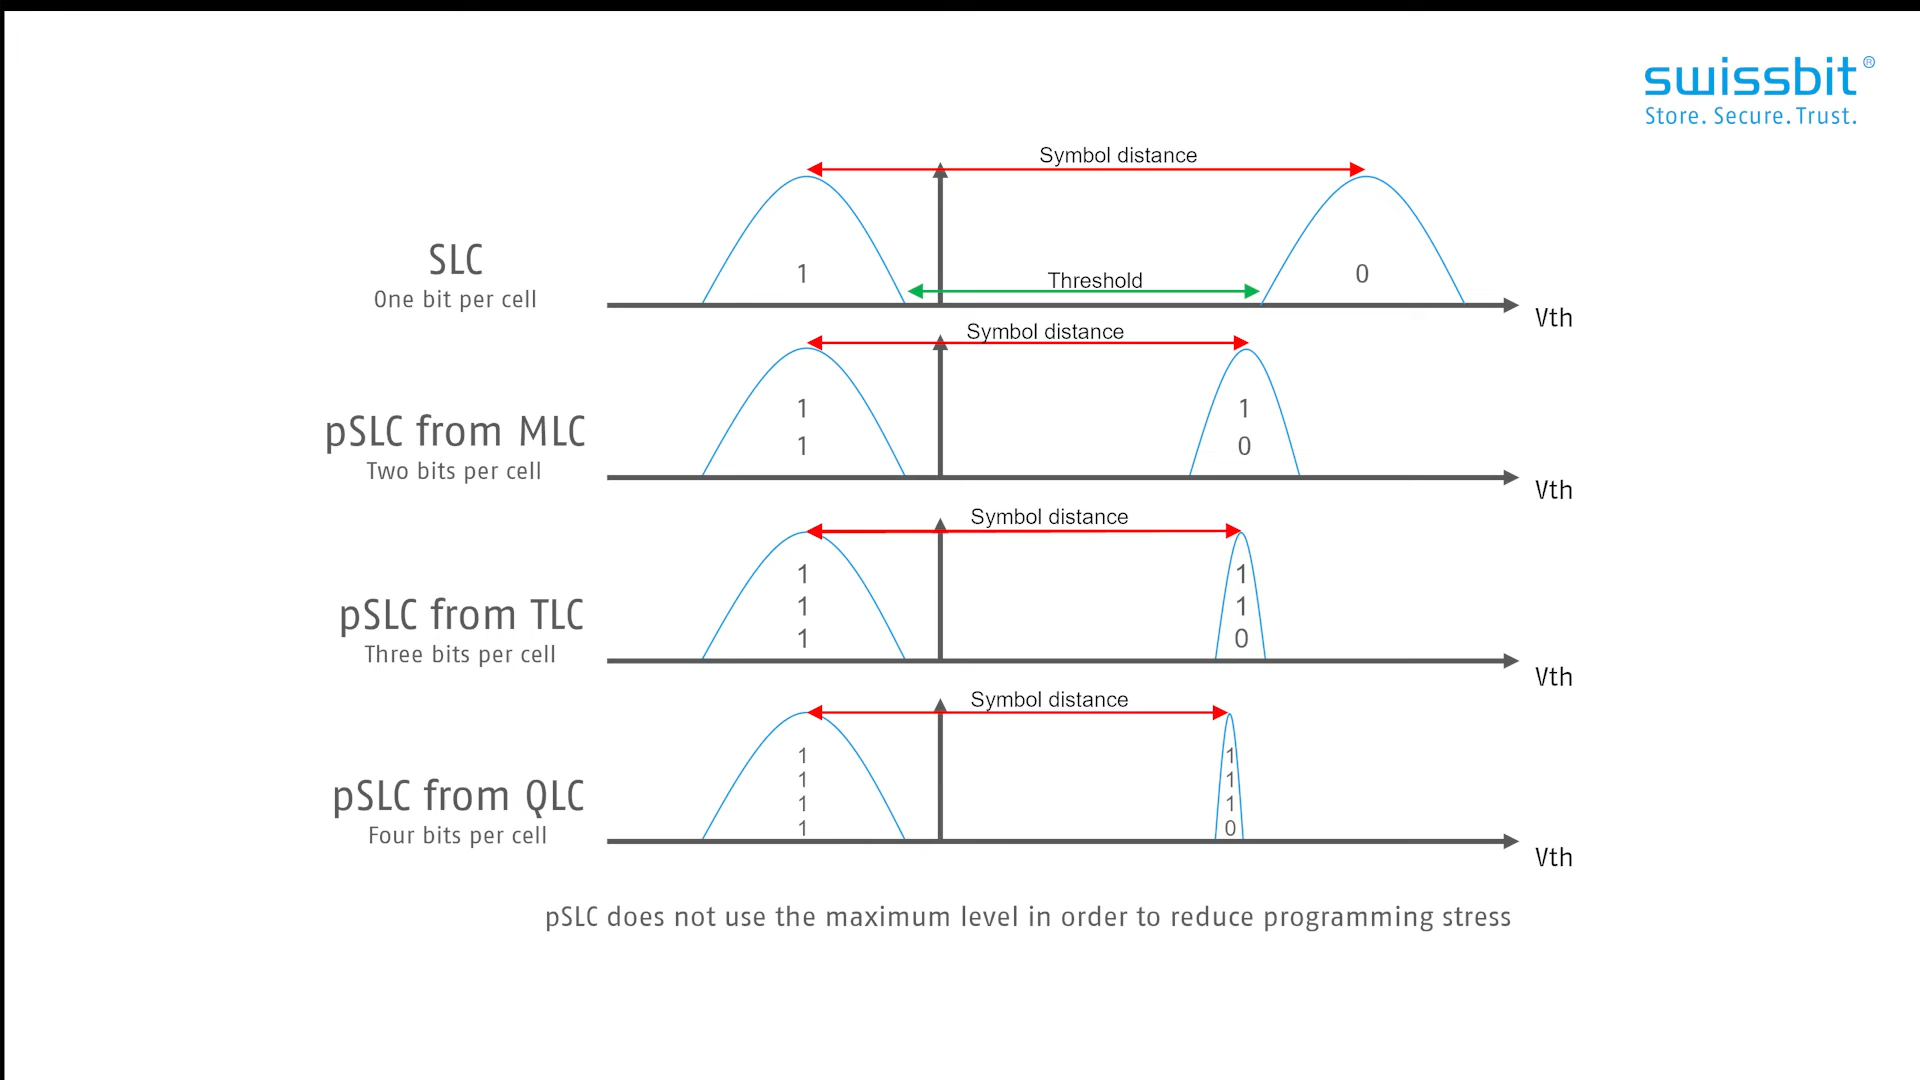 swissbit®
Store. Secure. Trust.
Symbol distance
SLC
One bit per cell
1
0
Threshold
Vth
Symbol distance
pSLC from MLC
Two bits per cell
1
1
1
0
Vth
Symbol distance
pSLC from TLC
Three bits per cell
1
1
1
1
1
0
Vth
Symbol distance
pSLC from QLC
Four bits per cell
1
1
1
1
1
1
1
0
Vth
pSLC does not use the maximum level in order to reduce programming stress